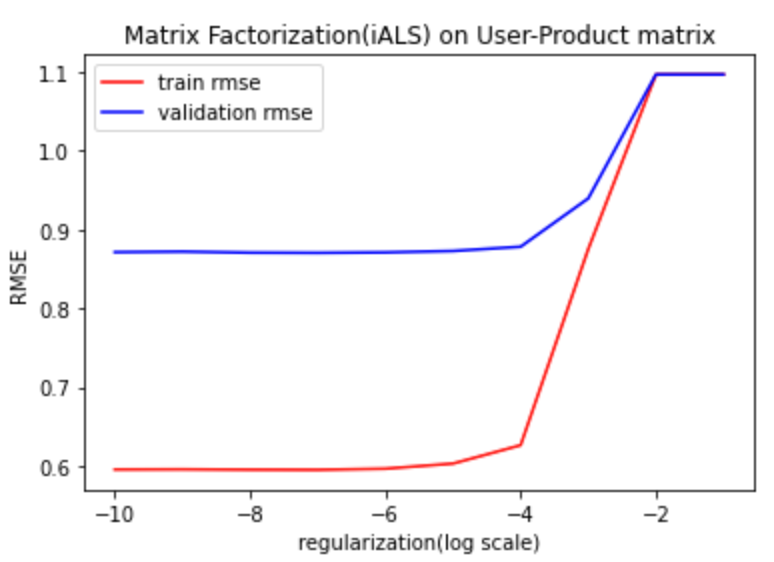 Matrix Factorization(iALS) on User-Product matrix
train rmse
validation rmse
1.1
1.0
0.9
0.8
0.7
0.6
RMSE
−10
−8
−6
−4
−2
regularization(log scale)